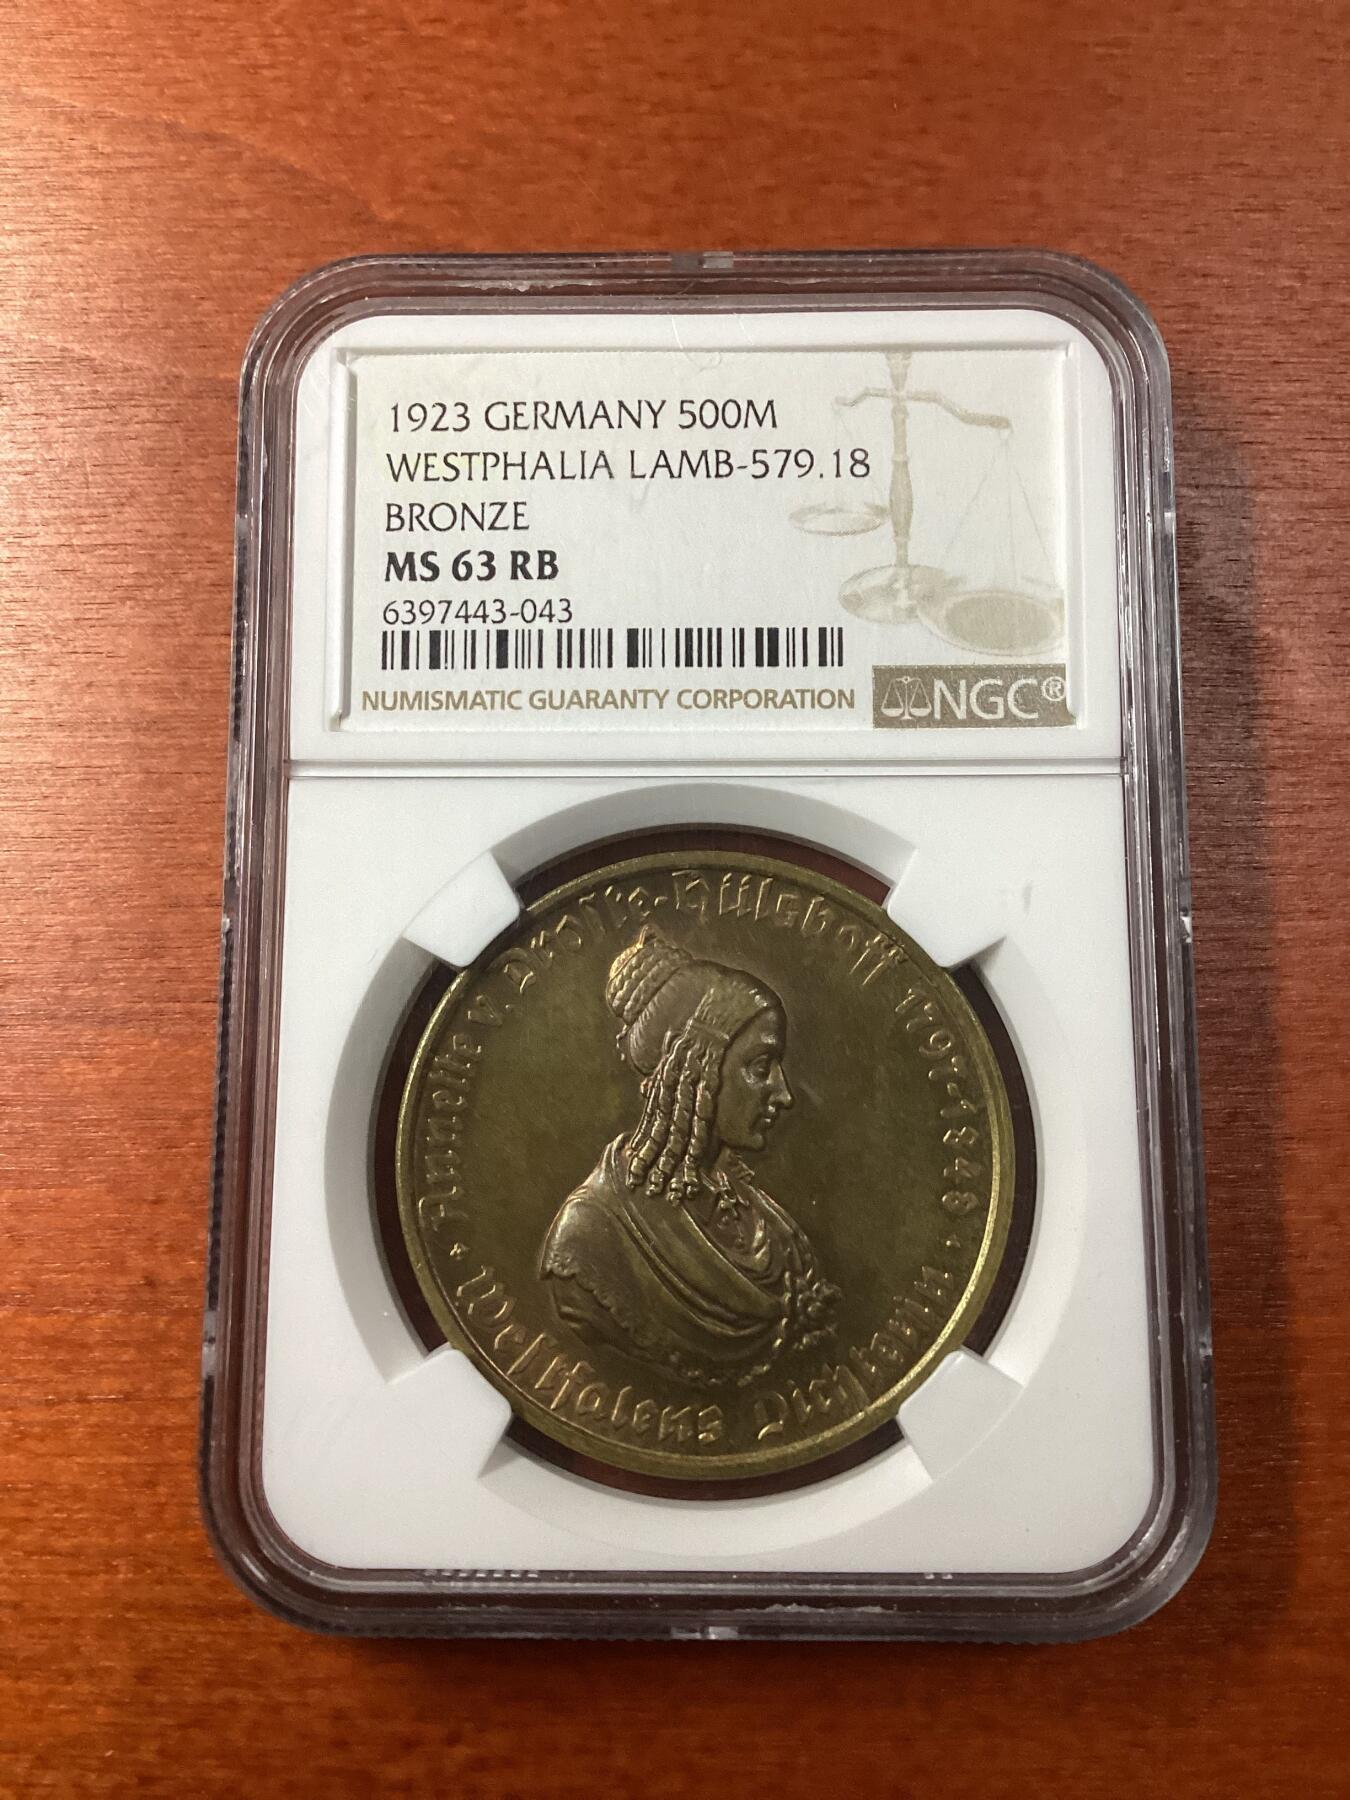 1923 GERMANY 500M
WESTPHALIA LAMB-579.18
BRONZE
MS 63 RB
6397443-043
NUMISMATIC GUARANTY CORPORATION
NGC®
· Annette v. Droste-Hülshoff 1797-1848 ·
Westfalens Dichterin